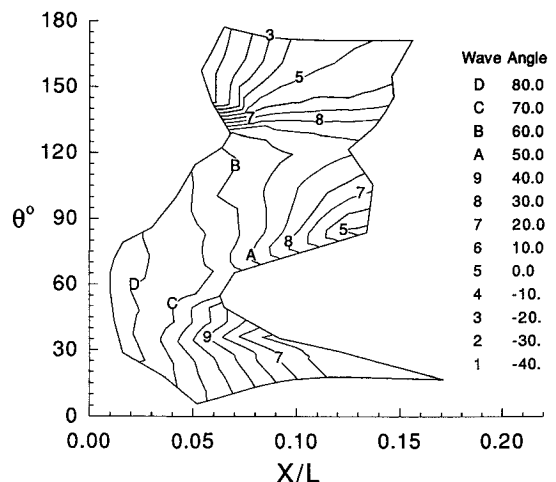 180
150
120
90
60
30
0
θ°
0.00
0.05
0.10
0.15
0.20
X/L
3
5
7
8
B
7
5
A
8
D
C
9
7
Wave Angle
D 80.0
C 70.0
B 60.0
A 50.0
9 40.0
8 30.0
7 20.0
6 10.0
5 0.0
4 -10.
3 -20.
2 -30.
1 -40.